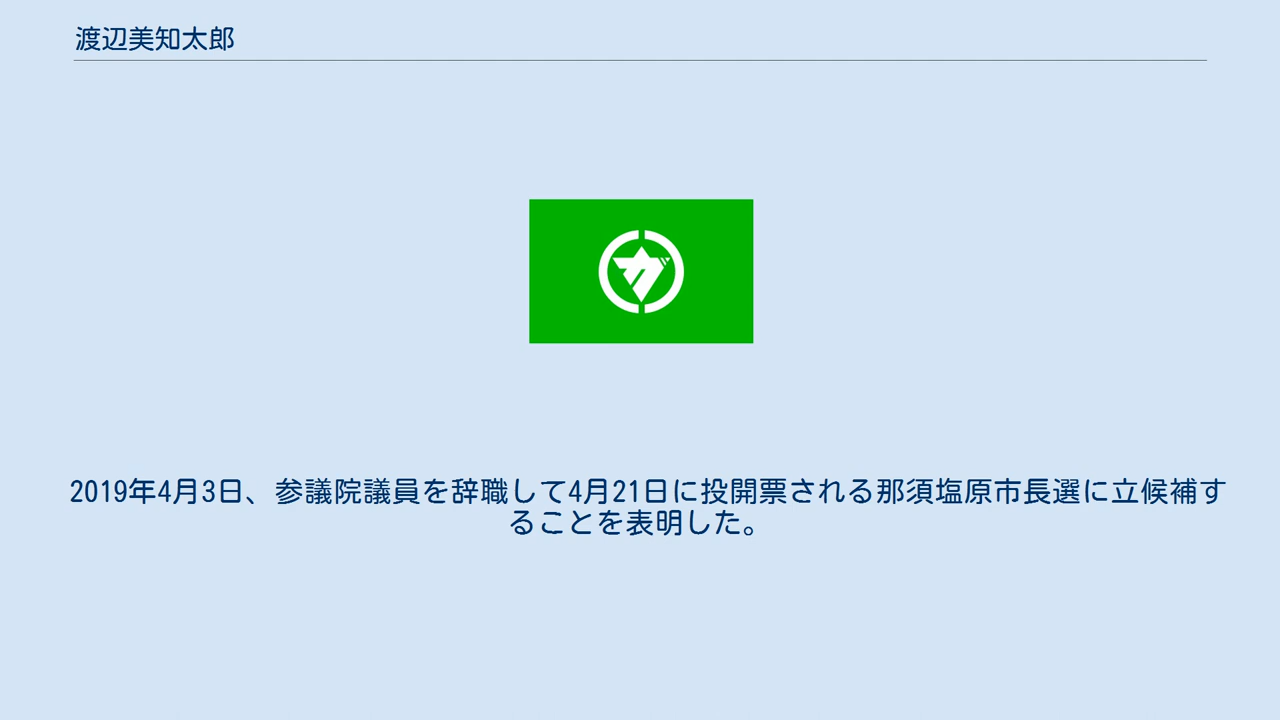 渡辺美知太郎
2019年4月3日、参議院議員を辞職して4月21日に投開票される那須塩原市長選に立候補す
ることを表明した。